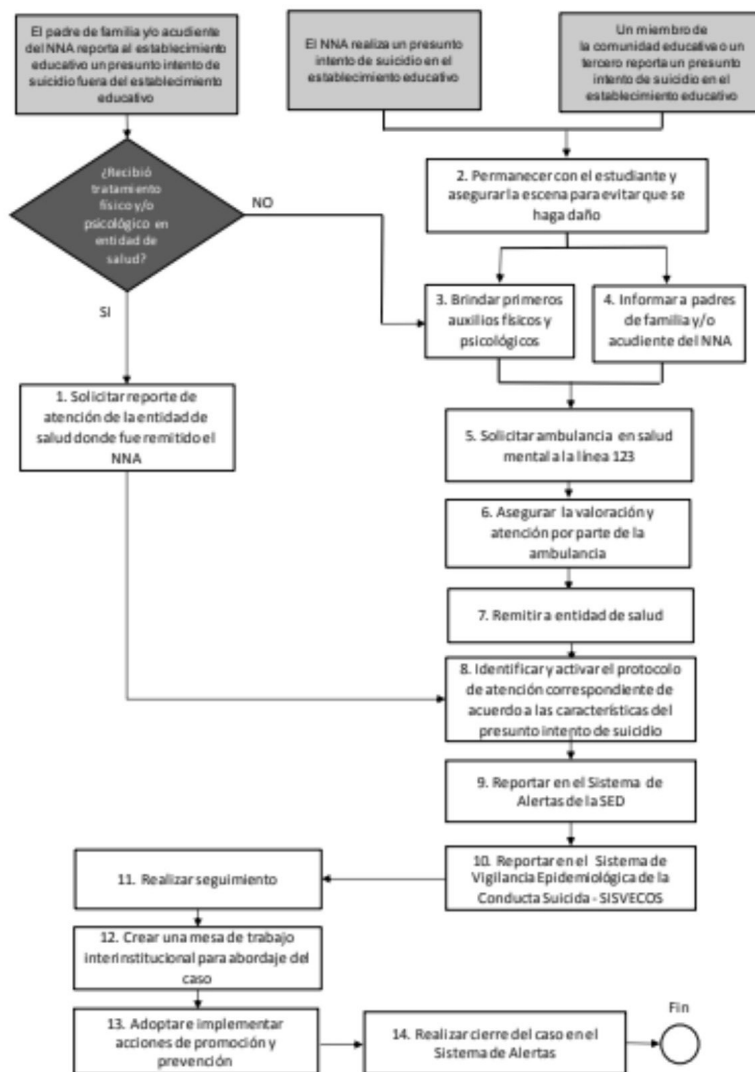 El padre de familia y/o acudiente
del NNA reporta al establecimiento
educativo un presunto intento de
suicidio fuera del establecimiento
educativo
El NNA realiza un presunto
intento de suicidio en el
establecimiento educativo
Un miembro de
la comunidad educativa o un
tercero reporta un presunto
intento de suicidio en el
establecimiento educativo
¿Recibió
tratamiento
físico y/o
psicológico en
entidad de
salud?
NO
SI
2. Permanecer con el estudiante y
asegurar la escena para evitar que se
haga daño
3. Brindar primeros
auxilios físicos y
psicológicos
4. Informar a padres
de familia y/o
acudiente del NNA
1. Solicitar reporte de
atención de la entidad de
salud donde fue remitido el
NNA
5. Solicitar ambulancia en salud
mental a la línea 123
6. Asegurar la valoración y
atención por parte de la
ambulancia
7. Remitir a entidad de salud
8. Identificar y activar el protocolo
de atención correspondiente de
acuerdo a las características del
presunto intento de suicidio
9. Reportar en el Sistema de
Alertas de la SED
10. Reportar en el Sistema de
Vigilancia Epidemiológica de la
Conducta Suicida - SISVECOS
11. Realizar seguimiento
12. Crear una mesa de trabajo
interinstitucional para abordaje del
caso
13. Adoptar e implementar
acciones de promoción y
prevención
14. Realizar cierre del caso en el
Sistema de Alertas
Fin